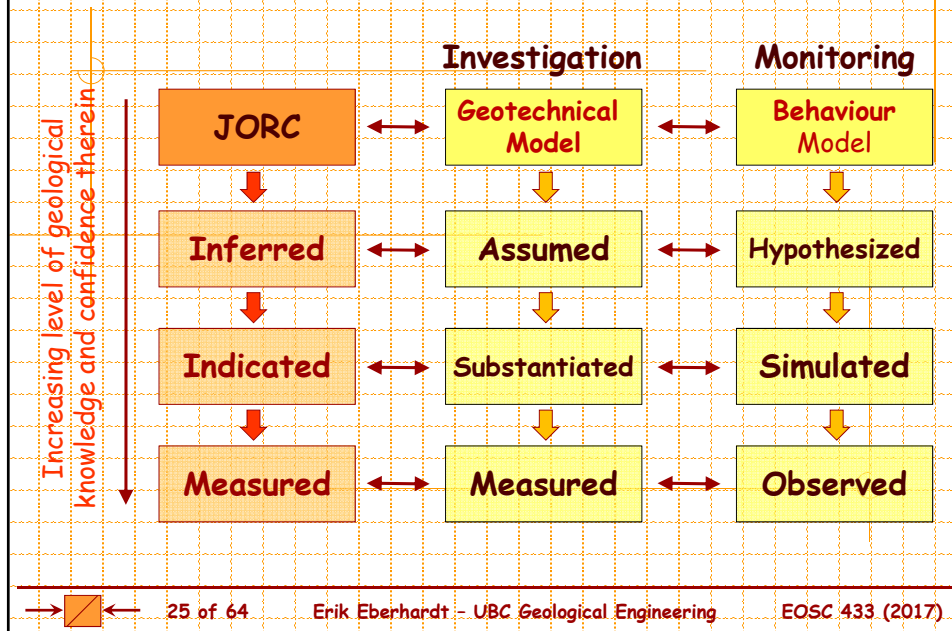 Investigation
Monitoring
Increasing level of geological
knowledge and confidence therein
JORC
Geotechnical
Model
Behaviour
Model
Inferred
Assumed
Hypothesized
Indicated
Substantiated
Simulated
Measured
Measured
Observed
25 of 64
Erik Eberhardt – UBC Geological Engineering
EOSC 433 (2017)